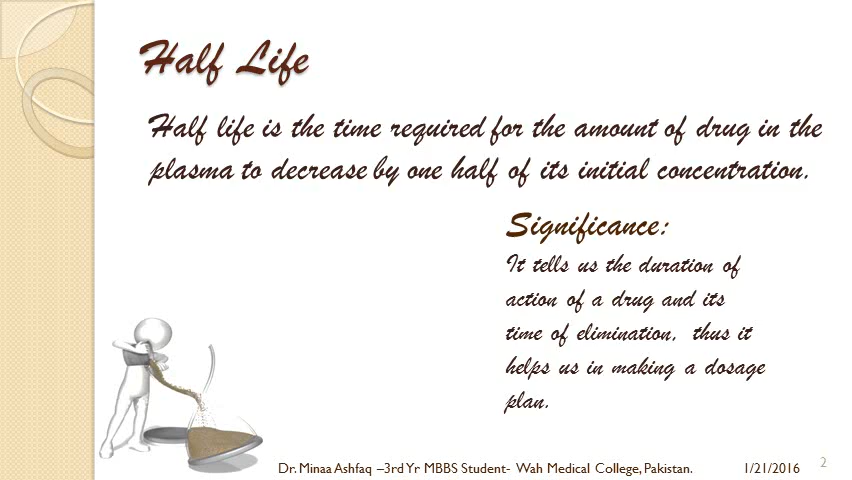 Half Life
Half life is the time required for the amount of drug in the
plasma to decrease by one half of its initial concentration.
Significance:
It tells us the duration of
action of a drug and its
time of elimination, thus it
helps us in making a dosage
plan.
Dr. Minaa Ashfaq –3rd Yr MBBS Student- Wah Medical College, Pakistan. 1/21/2016 2